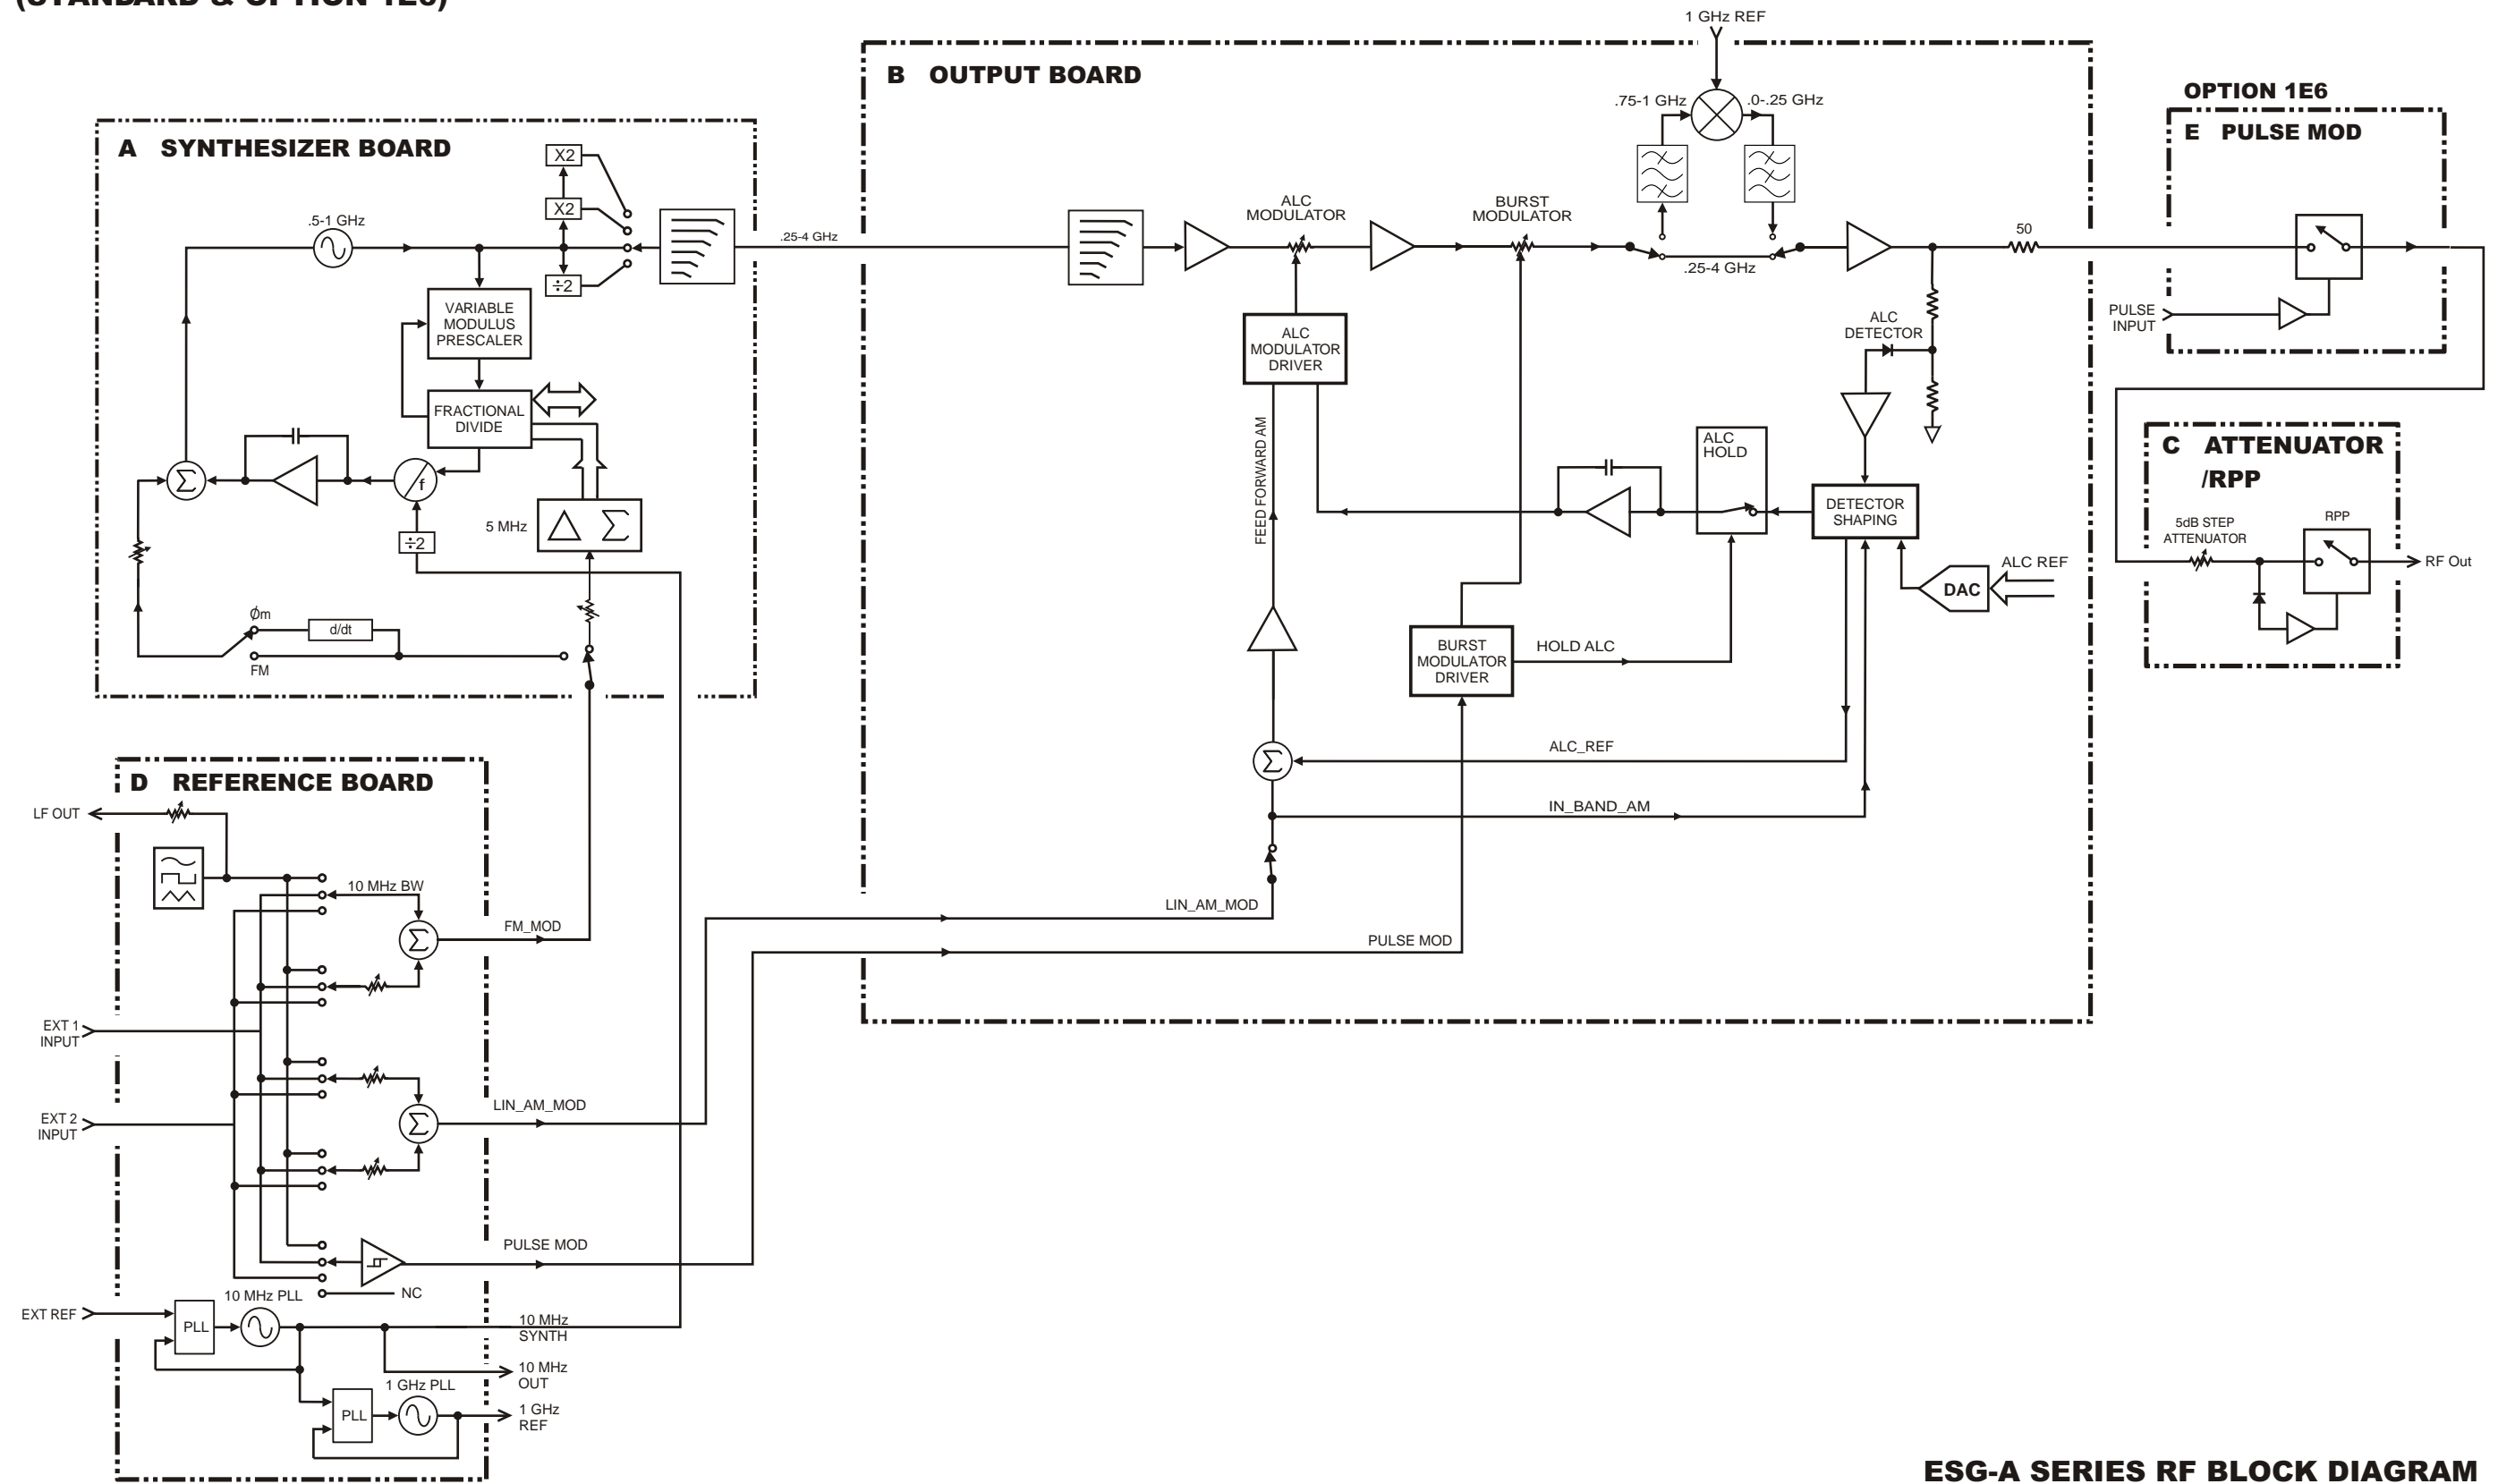 (STANDARD & OPTION 1E6)
1 GHz REF
B OUTPUT BOARD
.75-1 GHz
.0-.25 GHz
OPTION 1E6
E PULSE MOD
A SYNTHESIZER BOARD
X2
X2
.5-1 GHz
÷2
.25-4 GHz
ALC
MODULATOR
BURST
MODULATOR
.25-4 GHz
50
PULSE
INPUT
VARIABLE
MODULUS
PRESCALER
ALC
MODULATOR
DRIVER
ALC
DETECTOR
FRACTIONAL
DIVIDE
FEED FORWARD AM
ALC
HOLD
C ATTENUATOR
/RPP
Σ
f
5 MHz
Σ
÷2
DETECTOR
SHAPING
5dB STEP
ATTENUATOR
RPP
RF Out
DAC
ALC REF
Øm
d/dt
FM
BURST
MODULATOR
DRIVER
HOLD ALC
Σ
ALC_REF
IN_BAND_AM
D REFERENCE BOARD
LF OUT
10 MHz BW
Σ
FM_MOD
LIN_AM_MOD
PULSE MOD
EXT 1
INPUT
EXT 2
INPUT
Σ
LIN_AM_MOD
PULSE MOD
NC
EXT REF
PLL
10 MHz PLL
10 MHz
SYNTH
10 MHz
OUT
1 GHz PLL
PLL
1 GHz
REF
ESG-A SERIES RF BLOCK DIAGRAM